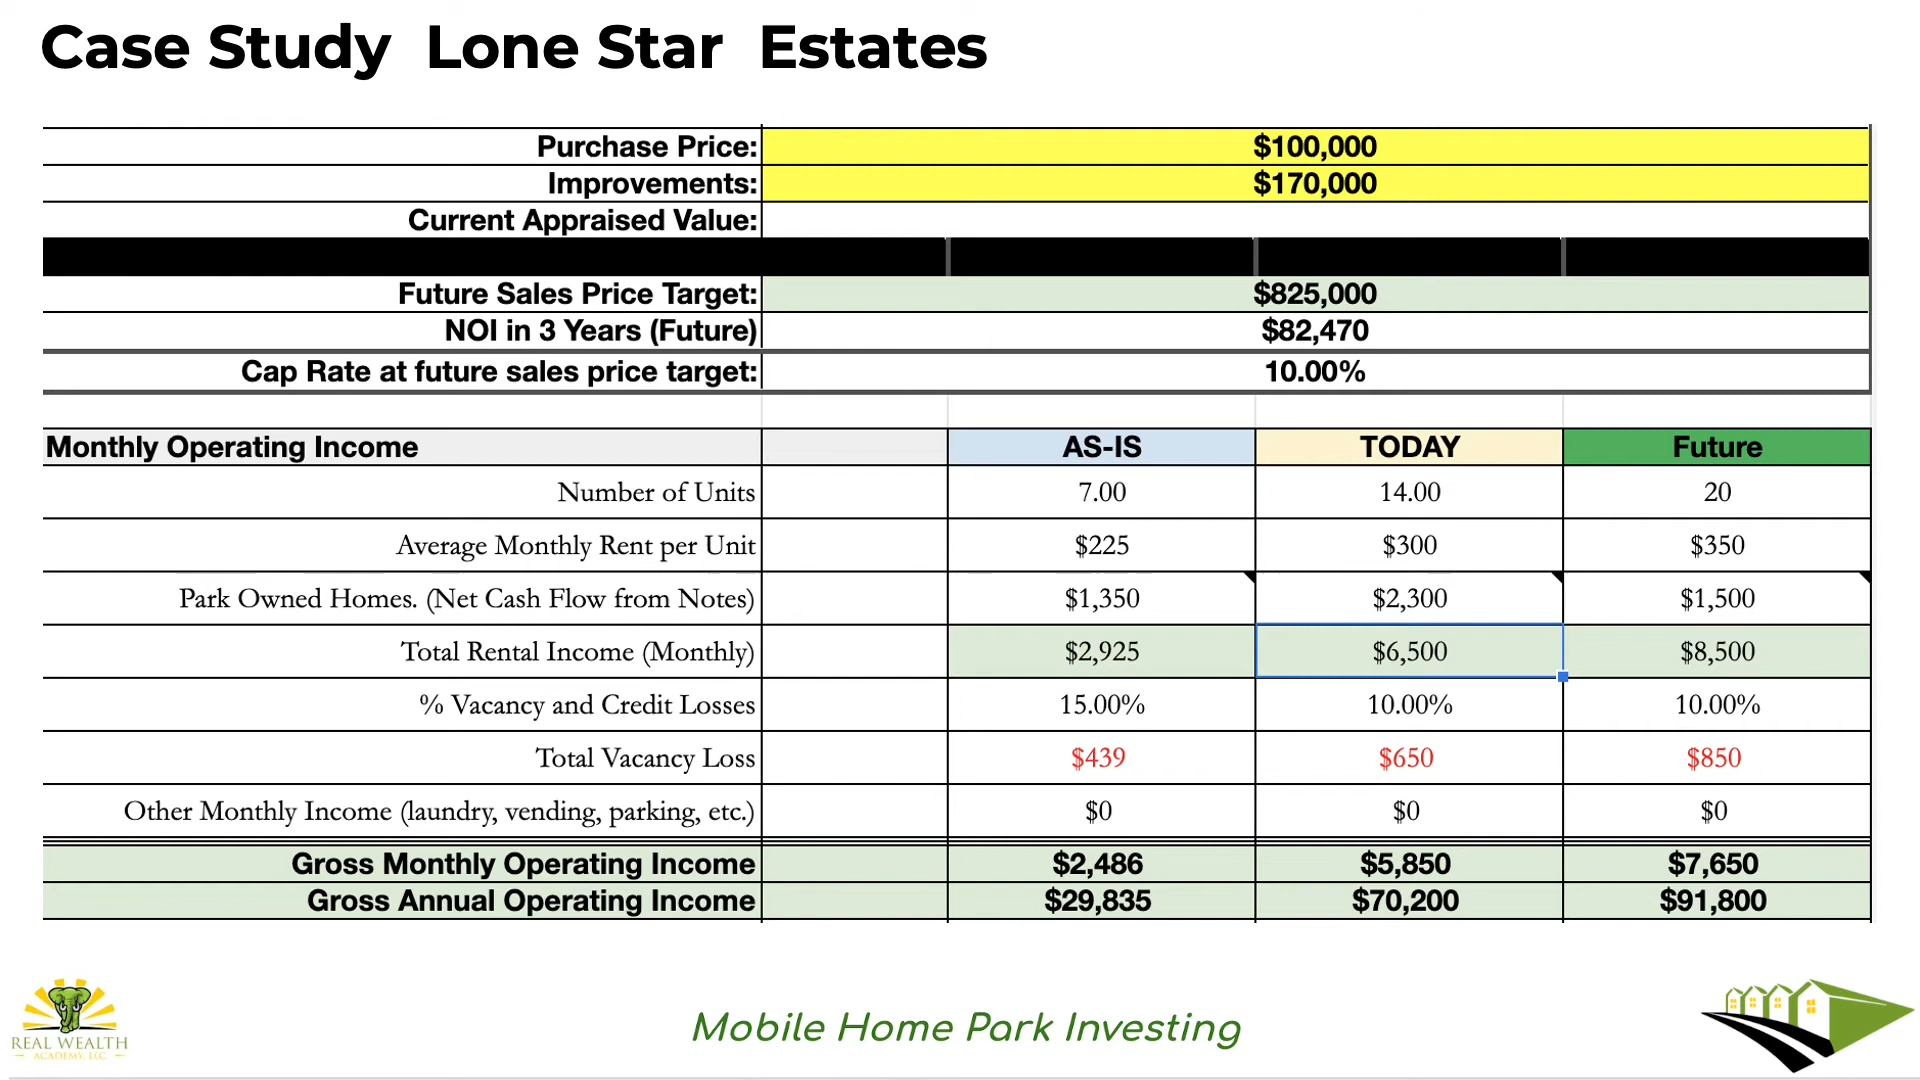 Case Study Lone Star Estates
Purchase Price: $100,000
Improvements: $170,000
Current Appraised Value:
Future Sales Price Target: $825,000
NOI in 3 Years (Future) $82,470
Cap Rate at future sales price target: 10.00%
Monthly Operating Income AS-IS TODAY Future
Number of Units 7.00 14.00 20
Average Monthly Rent per Unit $225 $300 $350
Park Owned Homes. (Net Cash Flow from Notes) $1,350 $2,300 $1,500
Total Rental Income (Monthly) $2,925 $6,500 $8,500
% Vacancy and Credit Losses 15.00% 10.00% 10.00%
Total Vacancy Loss $439 $650 $850
Other Monthly Income (laundry, vending, parking, etc.) $0 $0 $0
Gross Monthly Operating Income $2,486 $5,850 $7,650
Gross Annual Operating Income $29,835 $70,200 $91,800
REAL WEALTH
ACADEMY, LLC
Mobile Home Park Investing